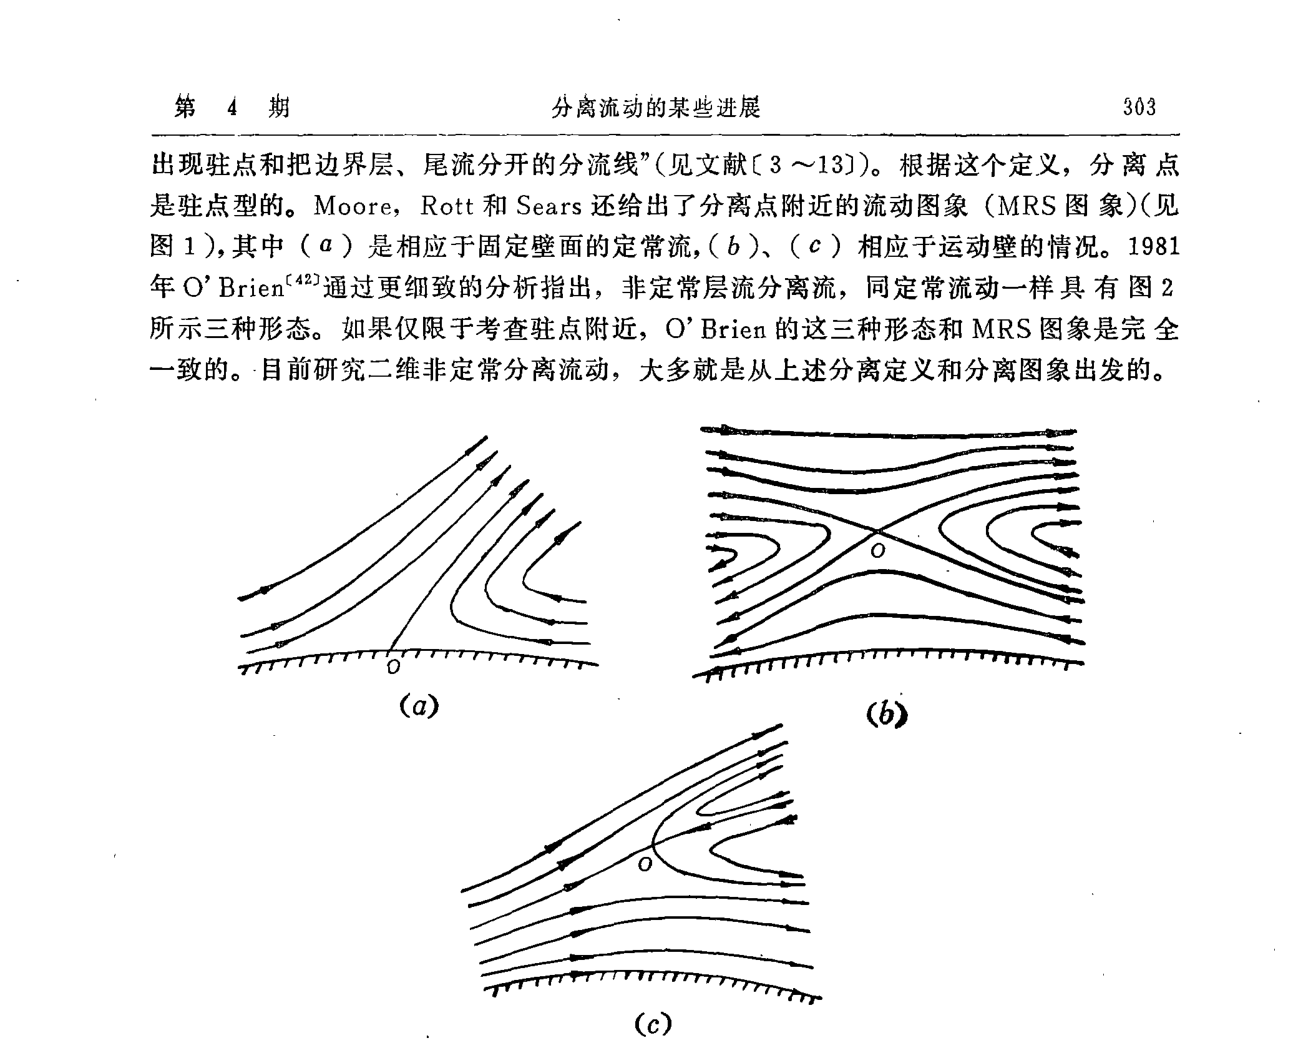 第 4 期 分离流动的某些进展 303
出现驻点和把边界层、尾流分开的分流线”(见文献〔3～13〕)。根据这个定义，分离点
是驻点型的。Moore，Rott 和 Sears 还给出了分离点附近的流动图象（MRS 图象）(见
图 1),其中（a）是相应于固定壁面的定常流,(b)、（c）相应于运动壁的情况。1981
年 O’Brien〔42〕通过更细致的分析指出，非定常层流分离流，同定常流动一样具有图 2
所示三种形态。如果仅限于考查驻点附近，O’Brien 的这三种形态和 MRS 图象是完全
一致的。目前研究二维非定常分离流动，大多就是从上述分离定义和分离图象出发的。
O
O
(a)
(b)
O
(c)